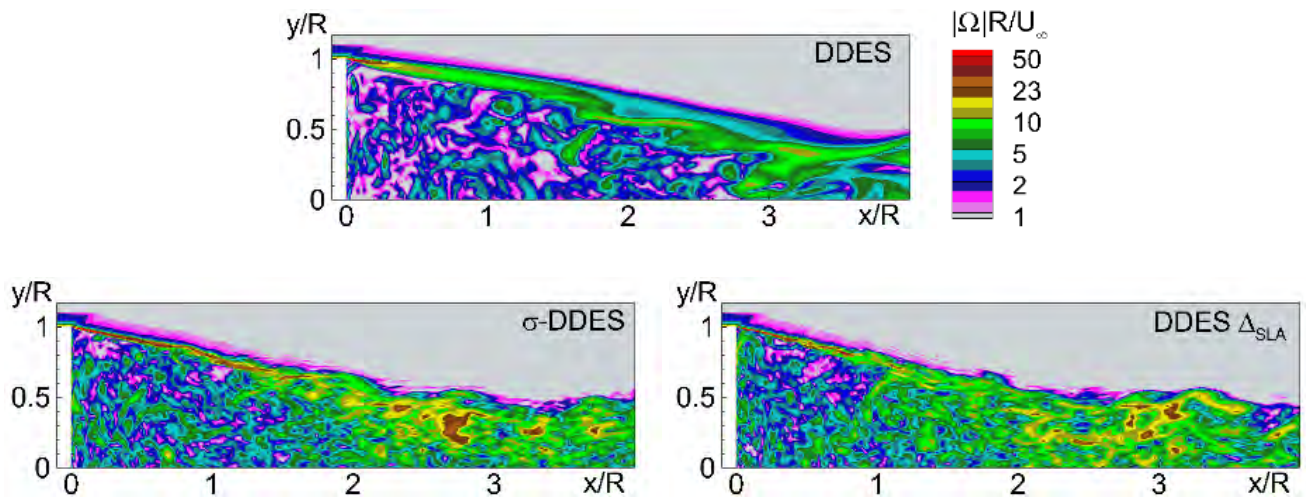 y/R
|Ω|R/U∞
DDES
1
0.5
0
0 1 2 3 x/R
50
23
10
5
2
1
y/R
σ-DDES
1
0.5
0
0 1 2 3 x/R
y/R
DDES ΔSLA
1
0.5
0
0 1 2 3 x/R